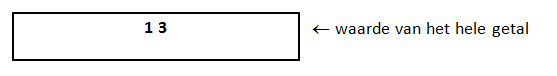 1 3 ← waarde van het hele getal